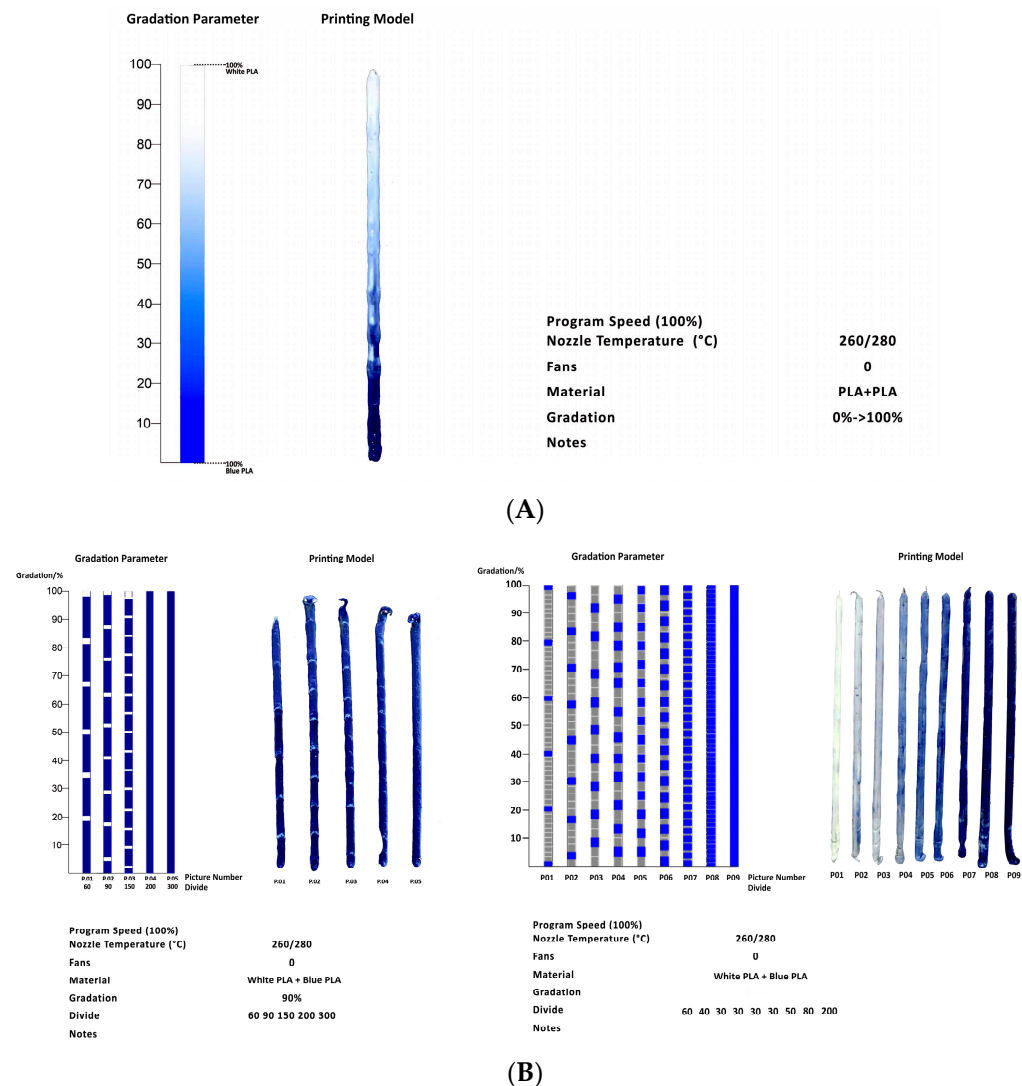 Gradation Parameter Printing Model
100 100%
White PLA
90
80
70
60
50
40
30
20
10
100%
Blue PLA
Program Speed (100%)
Nozzle Temperature (°C) 260/280
Fans 0
Material PLA+PLA
Gradation 0%->100%
Notes
(A)
Gradation Parameter Printing Model
Gradation/%
100
90
80
70
60
50
40
30
20
10
P.01 P.02 P.03 P.04 P.05 Picture Number
60 90 150 200 300 Divide
P.01 P.02 P.03 P.04 P.05
Program Speed (100%)
Nozzle Temperature (°C) 260/280
Fans 0
Material White PLA + Blue PLA
Gradation 90%
Divide 60 90 150 200 300
Notes
Gradation Parameter Printing Model
Gradation/%
100
90
80
70
60
50
40
30
20
10
P01 P02 P03 P04 P05 P06 P07 P08 P09 Picture Number
Divide
P01 P02 P03 P04 P05 P06 P07 P08 P09
Program Speed (100%)
Nozzle Temperature (°C) 260/280
Fans 0
Material White PLA + Blue PLA
Gradation
Divide 60 40 30 30 30 50 80 200
Notes
(B)